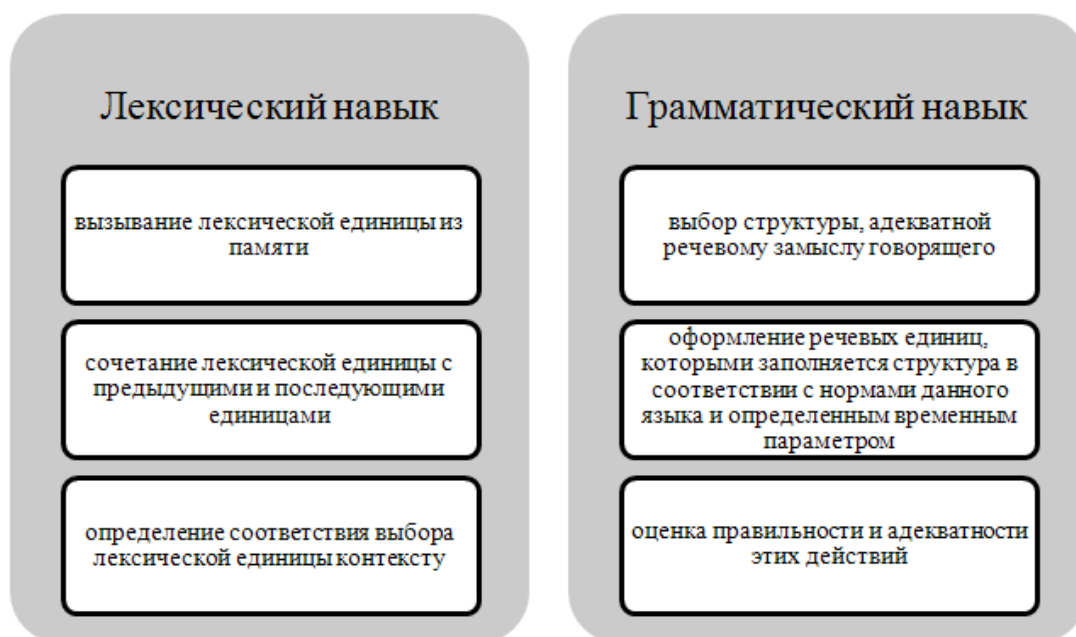 Лексический навык
вызывание лексической единицы из
памяти
сочетание лексической единицы с
предыдущими и последующими
единицами
определение соответствия выбора
лексической единицы контексту
Грамматический навык
выбор структуры, адекватной
речевому замыслу говорящего
оформление речевых единиц,
которыми заполняется структура в
соответствии с нормами данного
языка и определенным временным
параметром
оценка правильности и адекватности
этих действий